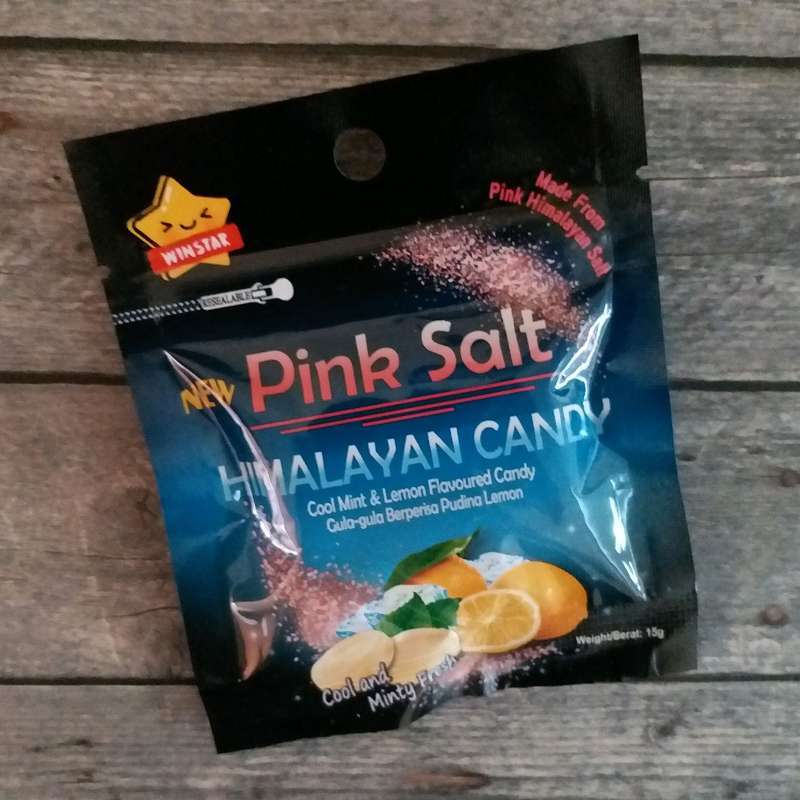 WINSTAR
Made From
Pink Himalayan Salt
RESEALABLE
NEW
Pink Salt
HIMALAYAN CANDY
Cool Mint & Lemon Flavoured Candy
Gula-gula Berperisa Pudina Lemon
Weight/Berat: 15g
Cool and
Minty Fresh